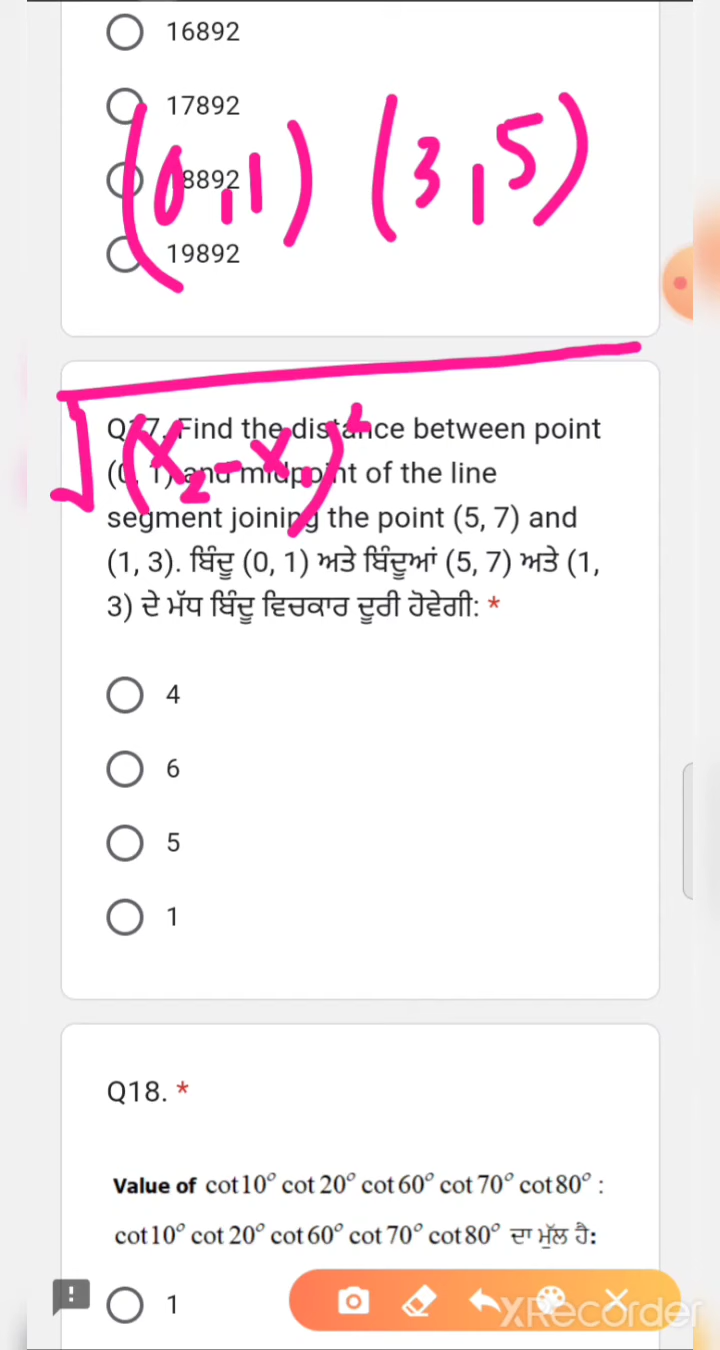 16892
17892
8892
19892
(0,1) (3,5)
√(x₂-x₁)²
Q17. Find the distance between point
(0, 1) and midpoint of the line
segment joining the point (5, 7) and
(1, 3). ਬਿੰਦੂ (0, 1) ਅਤੇ ਬਿੰਦੂਆਂ (5, 7) ਅਤੇ (1,
3) ਦੇ ਮੱਧ ਬਿੰਦੂ ਵਿਚਕਾਰ ਦੂਰੀ ਹੋਵੇਗੀ: *
4
6
5
1
Q18. *
Value of cot10° cot 20° cot 60° cot 70° cot 80° :
cot10° cot 20° cot 60° cot 70° cot 80° ਦਾ ਮੁੱਲ ਹੈ:
1
XRecorder